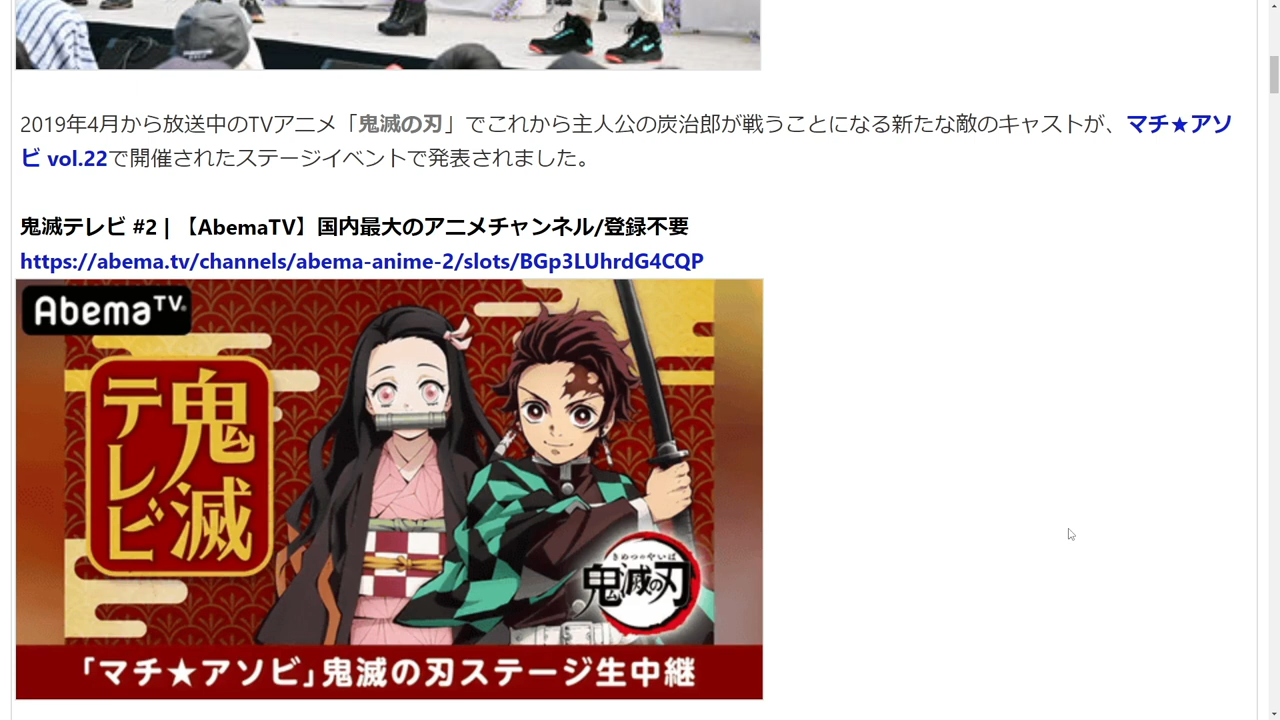 2019年4月から放送中のTVアニメ「鬼滅の刃」でこれから主人公の炭治郎が戦うことになる新たな敵のキャストが、マチ★アソ
ビ vol.22で開催されたステージイベントで発表されました。
鬼滅テレビ #2 | 【AbemaTV】国内最大のアニメチャンネル/登録不要
https://abema.tv/channels/abema-anime-2/slots/BGp3LUhrdG4CQP
AbemaTV
鬼滅
テレビ
きめつのやいば
鬼滅の刃
「マチ★アソビ」鬼滅の刃ステージ生中継